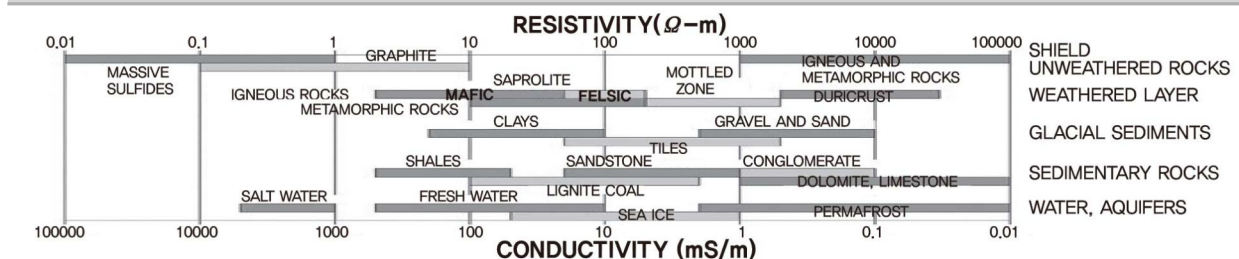 RESISTIVITY(Ω-m)
0.01 0.1 1 10 100 1000 10000 100000
GRAPHITE
MASSIVE
SULFIDES
IGNEOUS AND
METAMORPHIC ROCKS
SHIELD
UNWEATHERED ROCKS
SAPROLITE
MOTTLED
ZONE
IGNEOUS ROCKS
METAMORPHIC ROCKS
MAFIC
FELSIC
DURICRUST
WEATHERED LAYER
CLAYS
GRAVEL AND SAND
TILES
GLACIAL SEDIMENTS
SHALES
SANDSTONE
CONGLOMERATE
LIGNITE COAL
DOLOMITE, LIMESTONE
SEDIMENTARY ROCKS
SALT WATER
FRESH WATER
SEA ICE
PERMAFROST
WATER, AQUIFERS
100000 10000 1000 100 10 1 0.1 0.01
CONDUCTIVITY (mS/m)